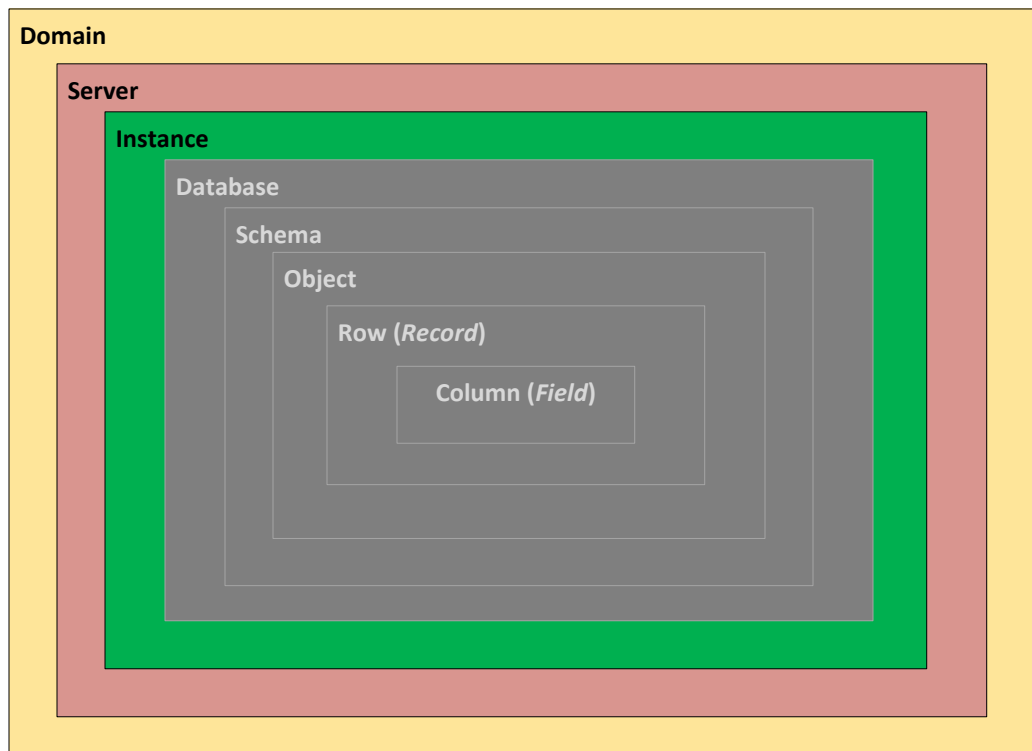 Domain
Server
Instance
Database
Schema
Object
Row (Record)
Column (Field)